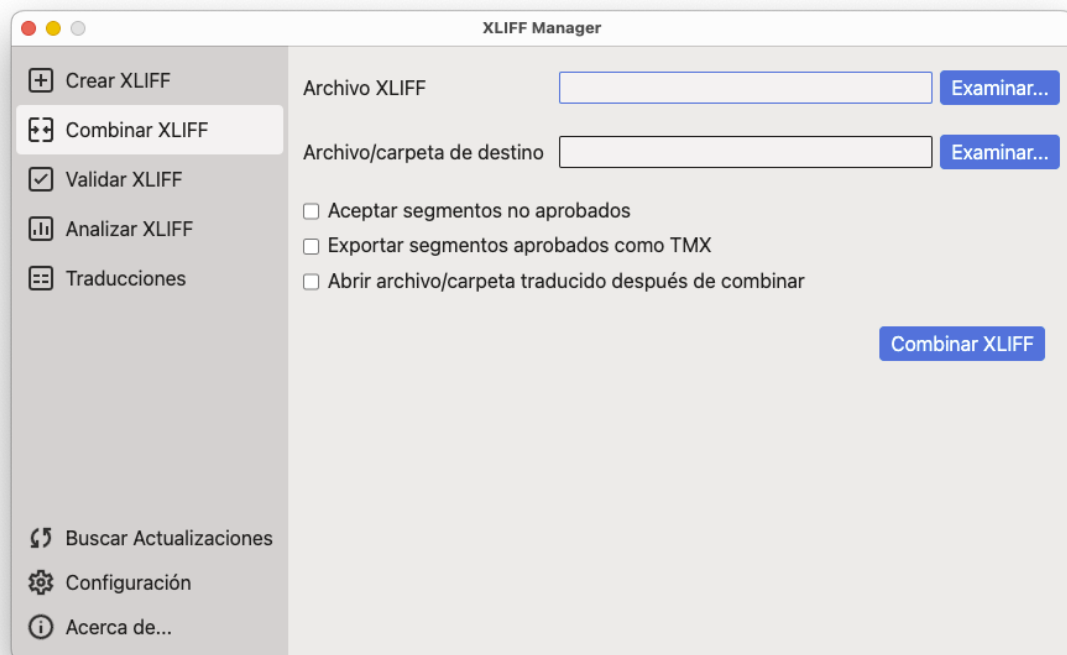 XLIFF Manager
Crear XLIFF
Combinar XLIFF
Validar XLIFF
Analizar XLIFF
Traducciones
Buscar Actualizaciones
Configuración
Acerca de...
Archivo XLIFF
Examinar...
Archivo/carpeta de destino
Examinar...
Aceptar segmentos no aprobados
Exportar segmentos aprobados como TMX
Abrir archivo/carpeta traducido después de combinar
Combinar XLIFF